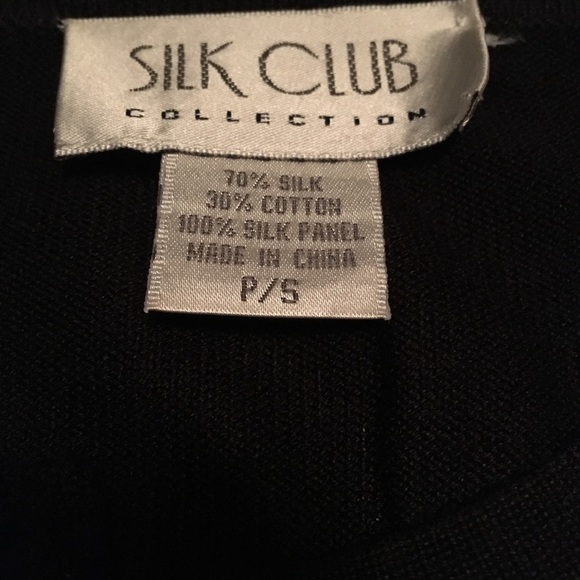 SILK CLUB
COLLECTION
70% SILK
30% COTTON
100% SILK PANEL
MADE IN CHINA
P/S